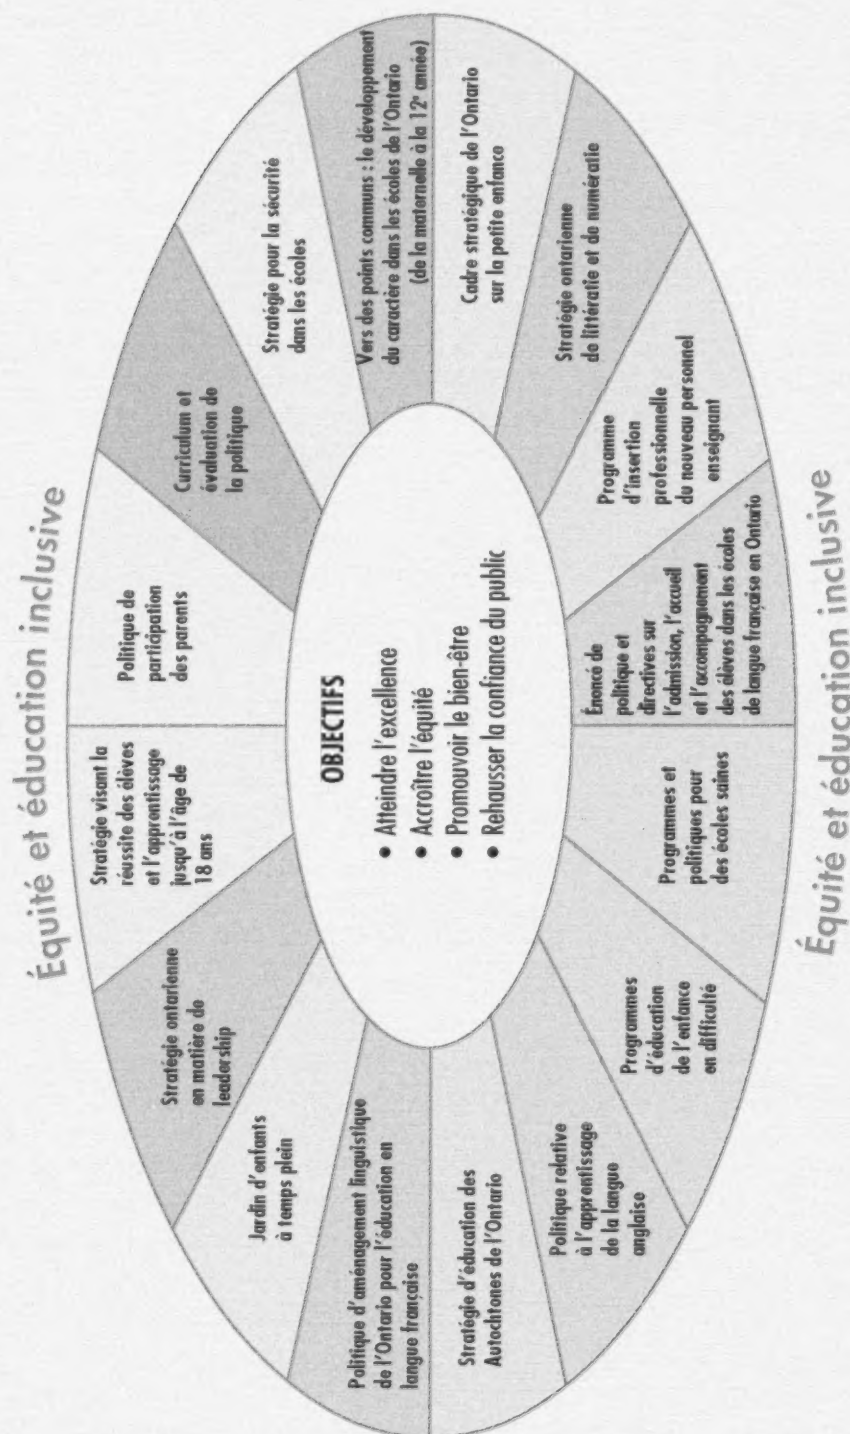 Équité et éducation inclusive
Stratégie visant la
réussite des élèves
et l'apprentissage
jusqu'à l'âge de
18 ans
Politique de
participation
des parents
Curriculum et
évaluation de
la politique
Stratégie pour la sécurité
dans les écoles
Vers des points communs : le développement
du caractère dans les écoles de l'Ontario
(de la maternelle à la 12e année)
Cadre stratégique de l'Ontario
sur la petite enfance
Stratégie ontarienne
de littératie et de numératie
Programme
d'insertion
professionnelle
du nouveau personnel
enseignant
Énoncé de
politique et
directives sur
l'admission, l'accueil
et l'accompagnement
des élèves dans les écoles
de langue française en Ontario
Programmes et
politiques pour
des écoles saines
Programmes
d'éducation
de l'enfance
en difficulté
Politique relative
à l'apprentissage
de la langue
anglaise
Stratégie d'éducation des
Autochtones de l'Ontario
Politique d'aménagement linguistique
de l'Ontario pour l'éducation en
langue française
Jardin d'enfants
à temps plein
Stratégie ontarienne
en matière de
leadership
OBJECTIFS
• Atteindre l'excellence
• Accroître l'équité
• Promouvoir le bien-être
• Rehausser la confiance du public
Équité et éducation inclusive